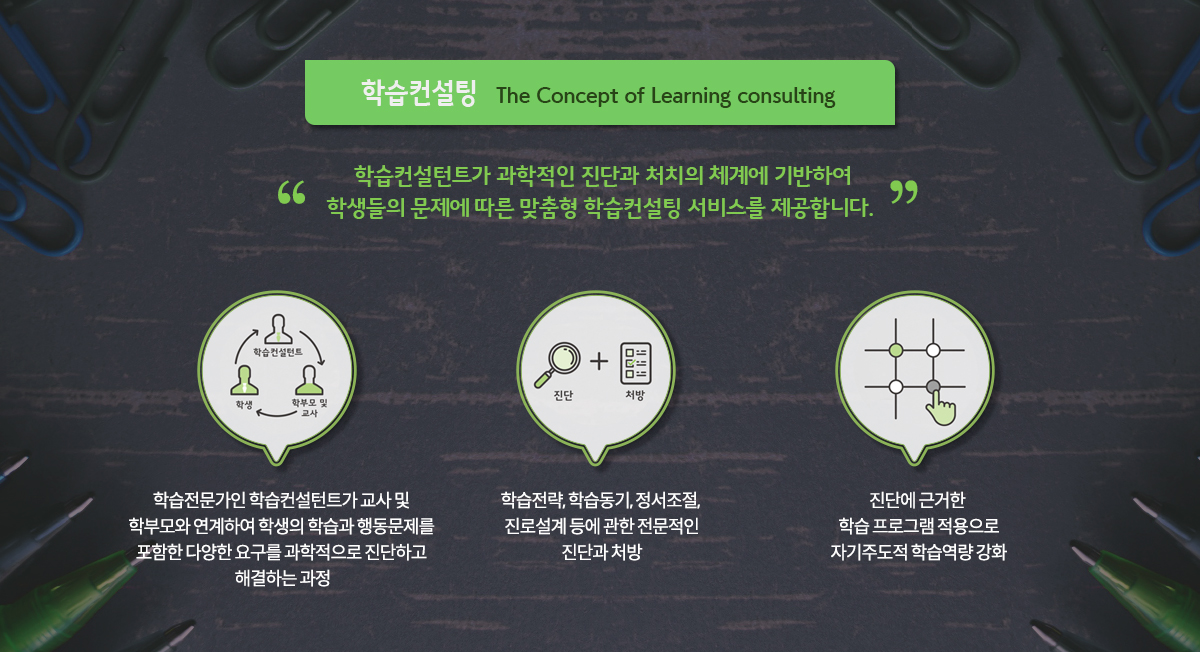 학습컨설팅 The Concept of Learning consulting
“ 학습컨설턴트가 과학적인 진단과 처치의 체계에 기반하여
학생들의 문제에 따른 맞춤형 학습컨설팅 서비스를 제공합니다. ”
학습컨설턴트
학생
학부모 및
교사
학습전문가인 학습컨설턴트가 교사 및
학부모와 연계하여 학생의 학습과 행동문제를
포함한 다양한 요구를 과학적으로 진단하고
해결하는 과정
진단 + 처방
학습전략, 학습동기, 정서조절,
진로설계 등에 관한 전문적인
진단과 처방
진단에 근거한
학습 프로그램 적용으로
자기주도적 학습역량 강화